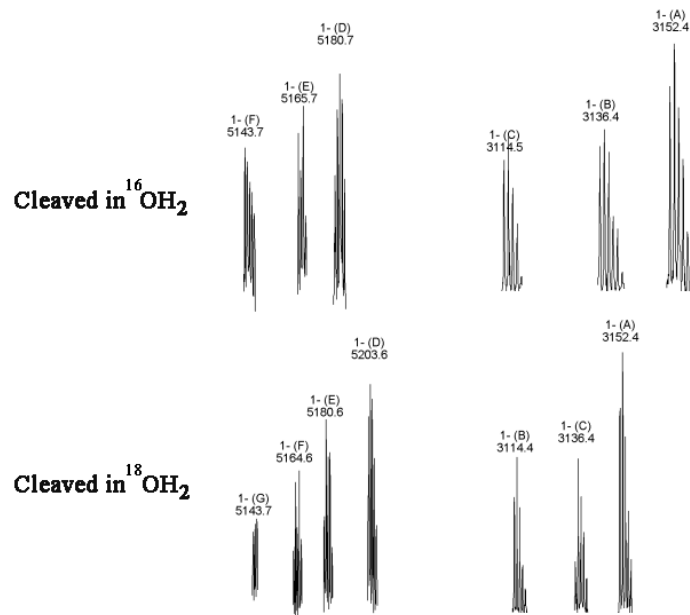 1- (D)
5180.7
1- (E)
5165.7
1- (F)
5143.7
1- (A)
3152.4
1- (B)
3136.4
1- (C)
3114.5
Cleaved in 16OH2
1- (D)
5203.6
1- (E)
5180.6
1- (F)
5164.6
1- (G)
5143.7
1- (A)
3152.4
1- (B)
3114.4
1- (C)
3136.4
Cleaved in 18OH2